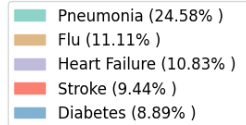 Pneumonia (24.58% )
Flu (11.11% )
Heart Failure (10.83% )
Stroke (9.44% )
Diabetes (8.89% )